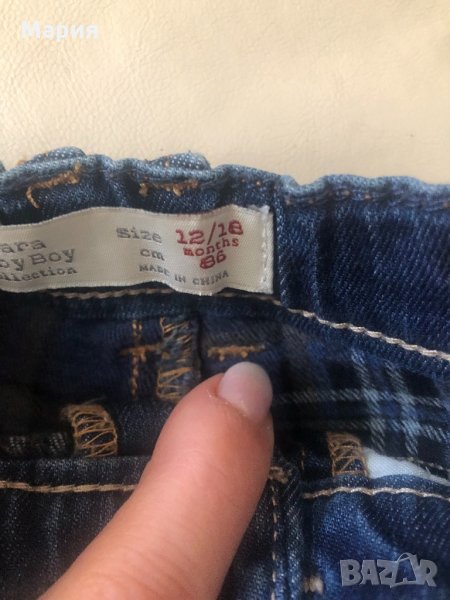 Мария
ara
by Boy
llection
Size
cm
12/18
months
86
MADE IN CHINA
BAZAR